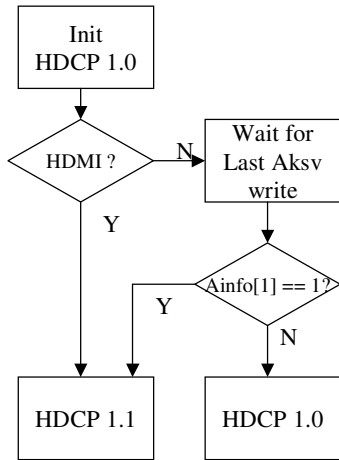 Init
HDCP 1.0
HDMI ?
N
Wait for
Last Aksv
write
Y
Ainfo[1] == 1?
Y
N
HDCP 1.1
HDCP 1.0